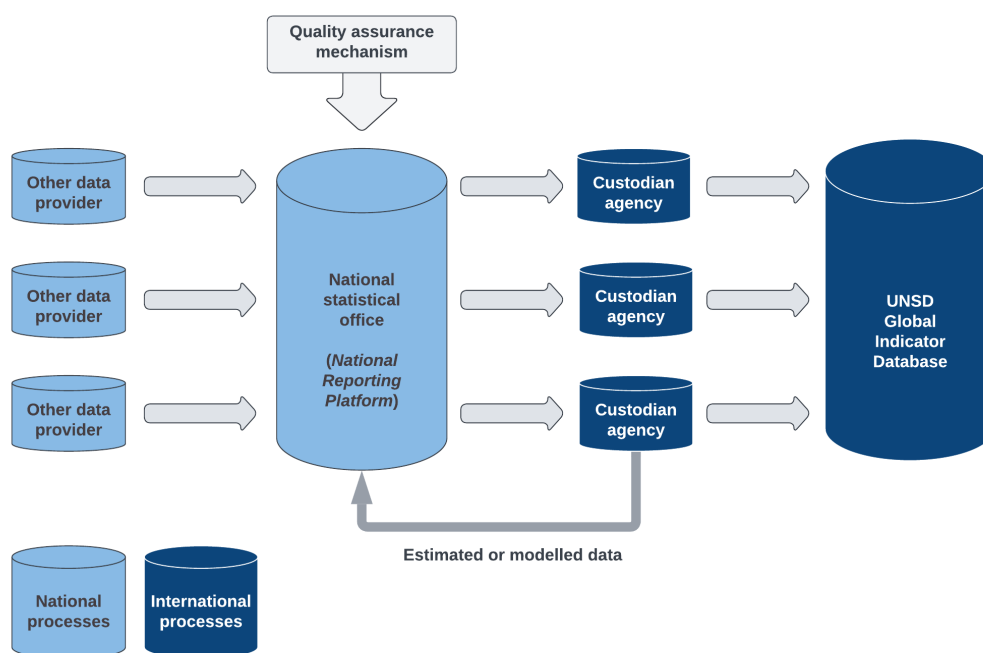 Quality assurance
mechanism
Other data
provider
Custodian
agency
Other data
provider
National
statistical
office
(National
Reporting
Platform)
Custodian
agency
UNSD
Global
Indicator
Database
Other data
provider
Custodian
agency
Estimated or modelled data
National
processes
International
processes